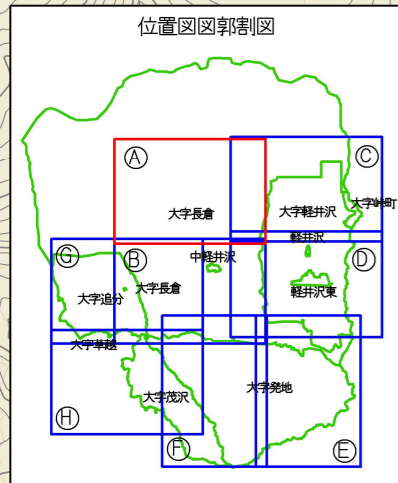 位置図図郭割図
A
C
大字長倉
大字軽井沢
大字峠町
軽井沢
G
B
中軽井沢
D
大字追分
大字長倉
軽井沢東
大字草越
大字茂沢
大字発地
H
F
E